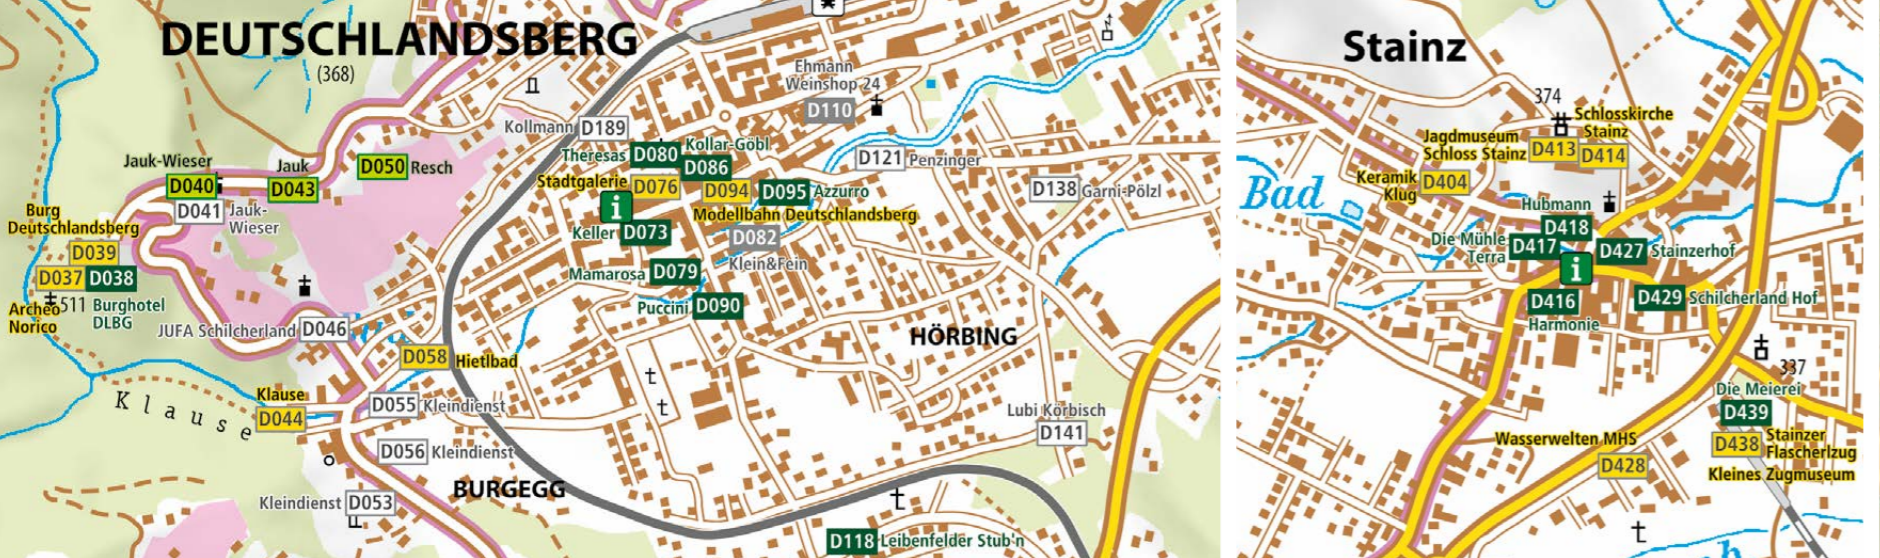 DEUTSCHLANDSBERG
(368)
Ehmann
Weinshop 24
D110
Kollmann D189
Theresas D080 Kollar-Göbl
D086
Stadtgalerie D076 D094 D095 Azzurro
i
Modellbahn Deutschlandsberg
Keller D073 D082
Klein&Fein
Mamarosa D079
Puccini D090
D121 Penzinger
D138 Garni-Pölzl
Jauk-Wieser
D040
Jauk
D043
D050 Resch
D041 Jauk-
Wieser
Burg
Deutschlandsberg
D039
D037 D038
511 Burghotel
DLBG
Archeo
Norico
JUFA Schilcherland D046
D058 Hietlbad
HÖRBING
Klause
D044
Klause
D055 Kleindienst
D056 Kleindienst
Lubi Körbisch
D141
BURGEGG
Kleindienst D053
D118 Leibenfelder Stub'n
Stainz
374
Schlosskirche
Stainz
Jagdmuseum
Schloss Stainz D413 D414
Keramik
Klug D404
Bad
Hubmann
D418
Die Mühle
Terra D417 D427 Stainzerhof
i
D416
Harmonie
D429 Schilcherland Hof
337
Die Meierei
D439
D438 Stainzer
Flascherlzug
Kleines Zugmuseum
Wasserwelten MHS
D428